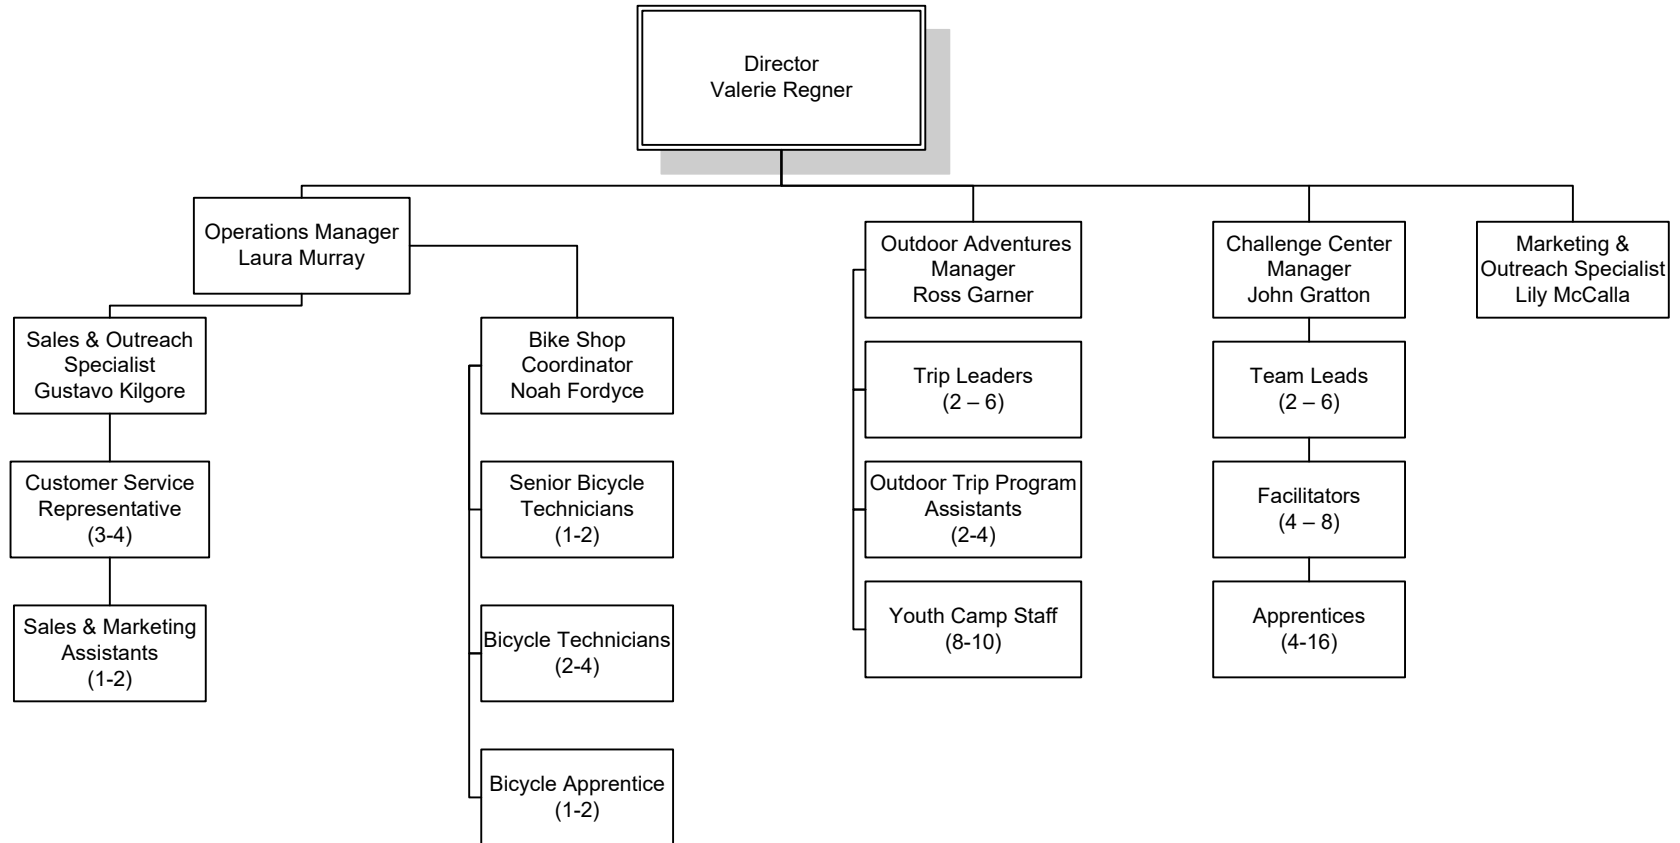 Director
Valerie Regner
Operations Manager
Laura Murray
Sales & Outreach
Specialist
Gustavo Kilgore
Customer Service
Representative
(3-4)
Sales & Marketing
Assistants
(1-2)
Bike Shop
Coordinator
Noah Fordyce
Senior Bicycle
Technicians
(1-2)
Bicycle Technicians
(2-4)
Bicycle Apprentice
(1-2)
Outdoor Adventures
Manager
Ross Garner
Trip Leaders
(2 – 6)
Outdoor Trip Program
Assistants
(2-4)
Youth Camp Staff
(8-10)
Challenge Center
Manager
John Gratton
Team Leads
(2 – 6)
Facilitators
(4 – 8)
Apprentices
(4-16)
Marketing &
Outreach Specialist
Lily McCalla